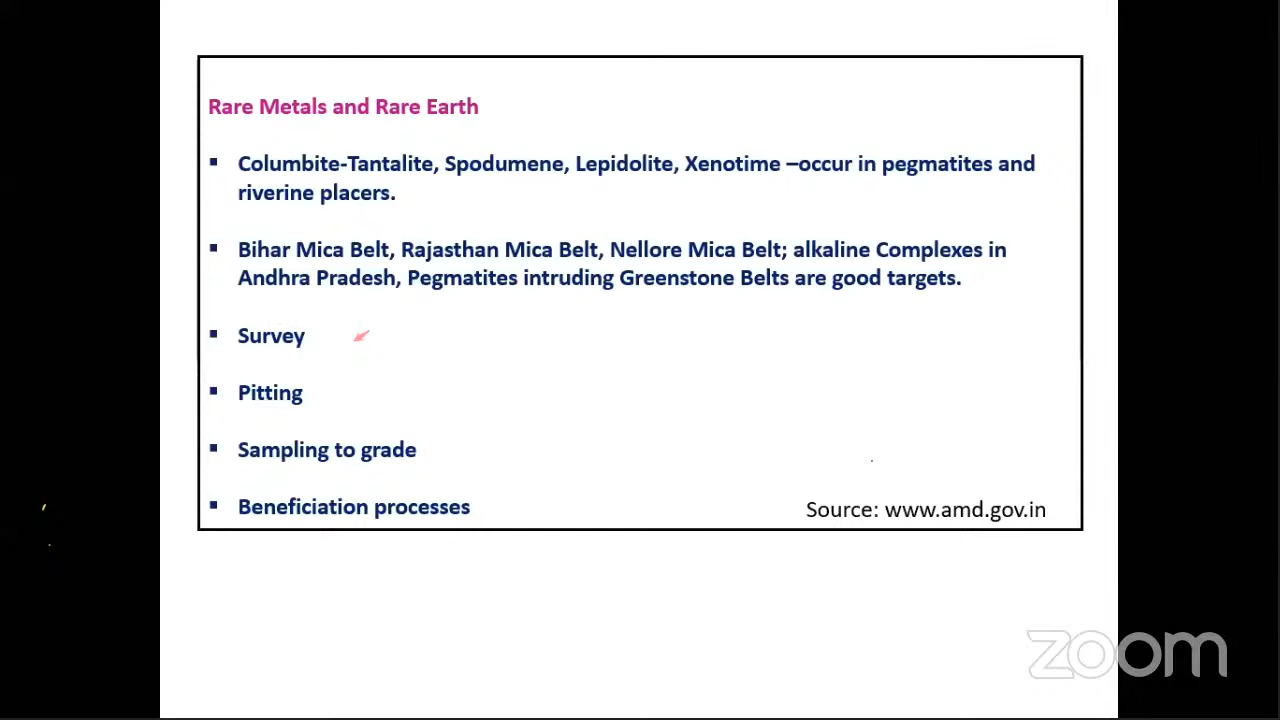 Rare Metals and Rare Earth
▪ Columbite-Tantalite, Spodumene, Lepidolite, Xenotime –occur in pegmatites and
riverine placers.
▪ Bihar Mica Belt, Rajasthan Mica Belt, Nellore Mica Belt; alkaline Complexes in
Andhra Pradesh, Pegmatites intruding Greenstone Belts are good targets.
▪ Survey
▪ Pitting
▪ Sampling to grade
▪ Beneficiation processes
Source: www.amd.gov.in
zoom